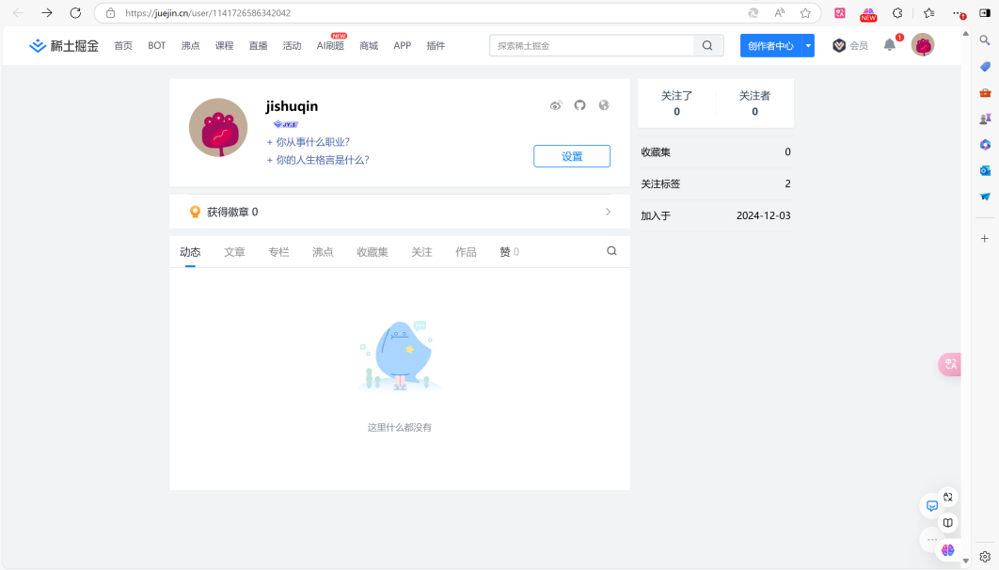 https://juejin.cn/user/1141726586342042
NEW
稀土掘金 首页 BOT 沸点 课程 直播 活动 AI刷题 NEW 商城 APP 插件 探索稀土掘金 创作者中心 会员 1
jishuqin
JY.1
+ 你从事什么职业?
+ 你的人生格言是什么?
设置
关注了 关注者
0 0
收藏集 0
关注标签 2
加入于 2024-12-03
获得徽章 0
动态 文章 专栏 沸点 收藏集 关注 作品 赞 0
这里什么都没有